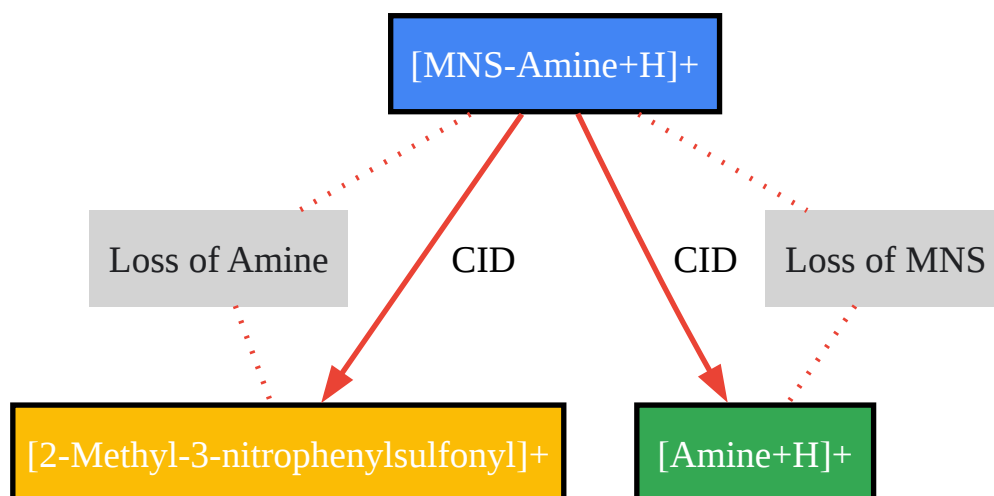 [MNS-Amine+H]+
Loss of Amine
CID
CID
Loss of MNS
[2-Methyl-3-nitrophenylsulfonyl]+
[Amine+H]+